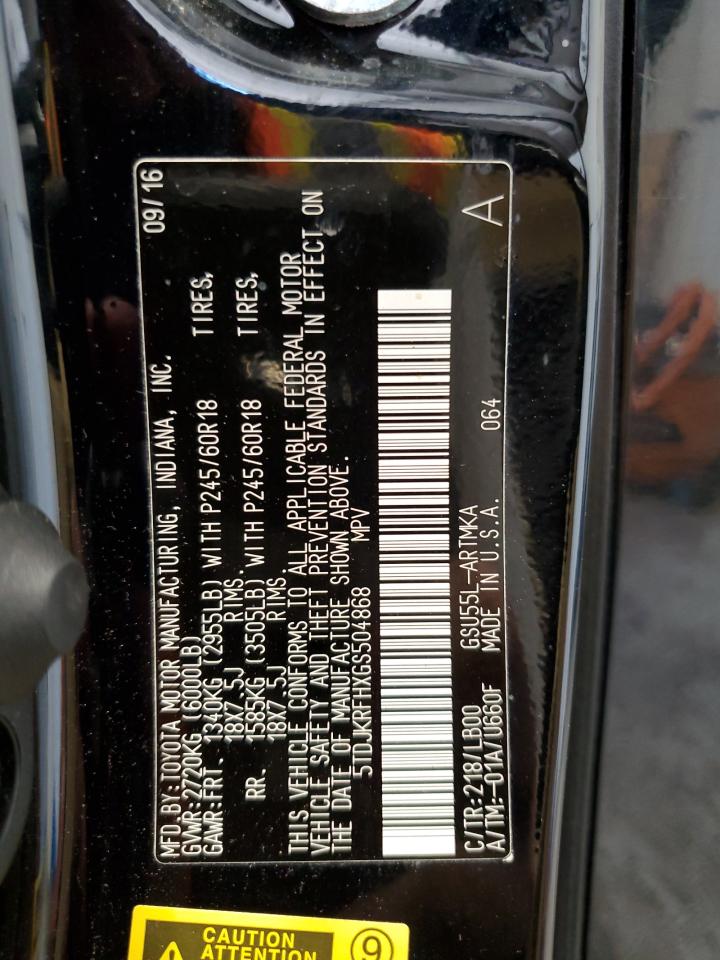 MFD.BY:TOYOTA MOTOR MANUFACTURING, INDIANA, INC. 09/16
GVWR:2720KG (6000LB)
GAWR:FRT. 1340KG (2955LB) WITH P245/60R18 TIRES,
18X7.5J RIMS.
RR. 1585KG (3505LB) WITH P245/60R18 TIRES,
18X7.5J RIMS
THIS VEHICLE CONFORMS TO ALL APPLICABLE FEDERAL MOTOR
VEHICLE SAFETY AND THEFT PREVENTION STANDARDS IN EFFECT ON
THE DATE OF MANUFACTURE SHOWN ABOVE.
5TDJKRFHXGS504868 MPV
C/TR:218/LB00 GSU55L-ARTMKA A
A/TM:-01A/U660F MADE IN U.S.A. 064
CAUTION 9
ATTENTION